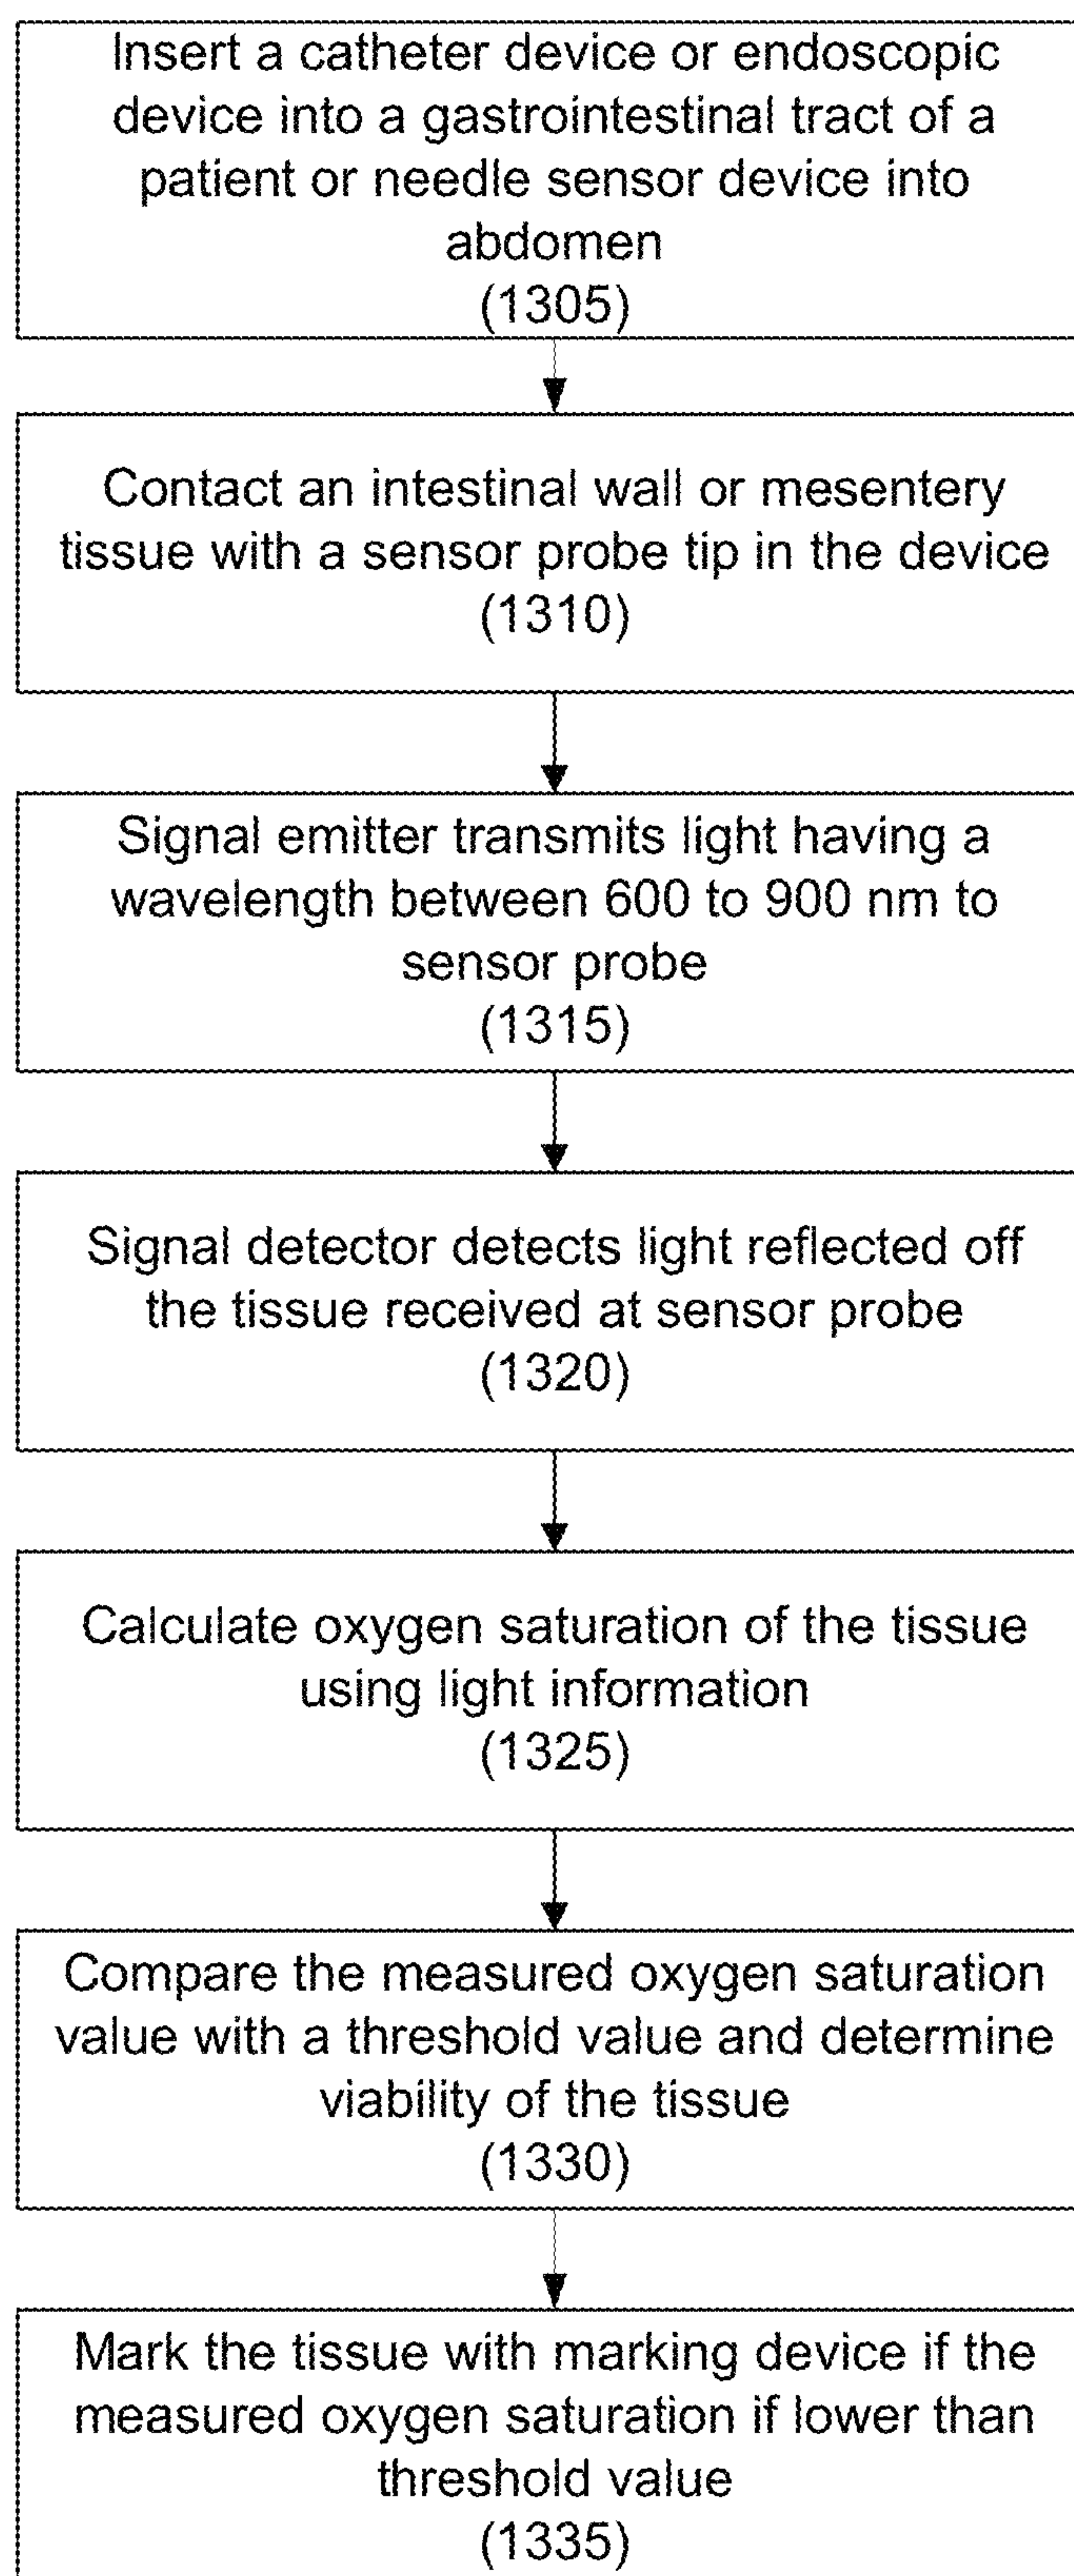 Insert a catheter device or endoscopic
device into a gastrointestinal tract of a
patient or needle sensor device into
abdomen
(1305)
Contact an intestinal wall or mesentery
tissue with a sensor probe tip in the device
(1310)
Signal emitter transmits light having a
wavelength between 600 to 900 nm to
sensor probe
(1315)
Signal detector detects light reflected off
the tissue received at sensor probe
(1320)
Calculate oxygen saturation of the tissue
using light information
(1325)
Compare the measured oxygen saturation
value with a threshold value and determine
viability of the tissue
(1330)
Mark the tissue with marking device if the
measured oxygen saturation if lower than
threshold value
(1335)